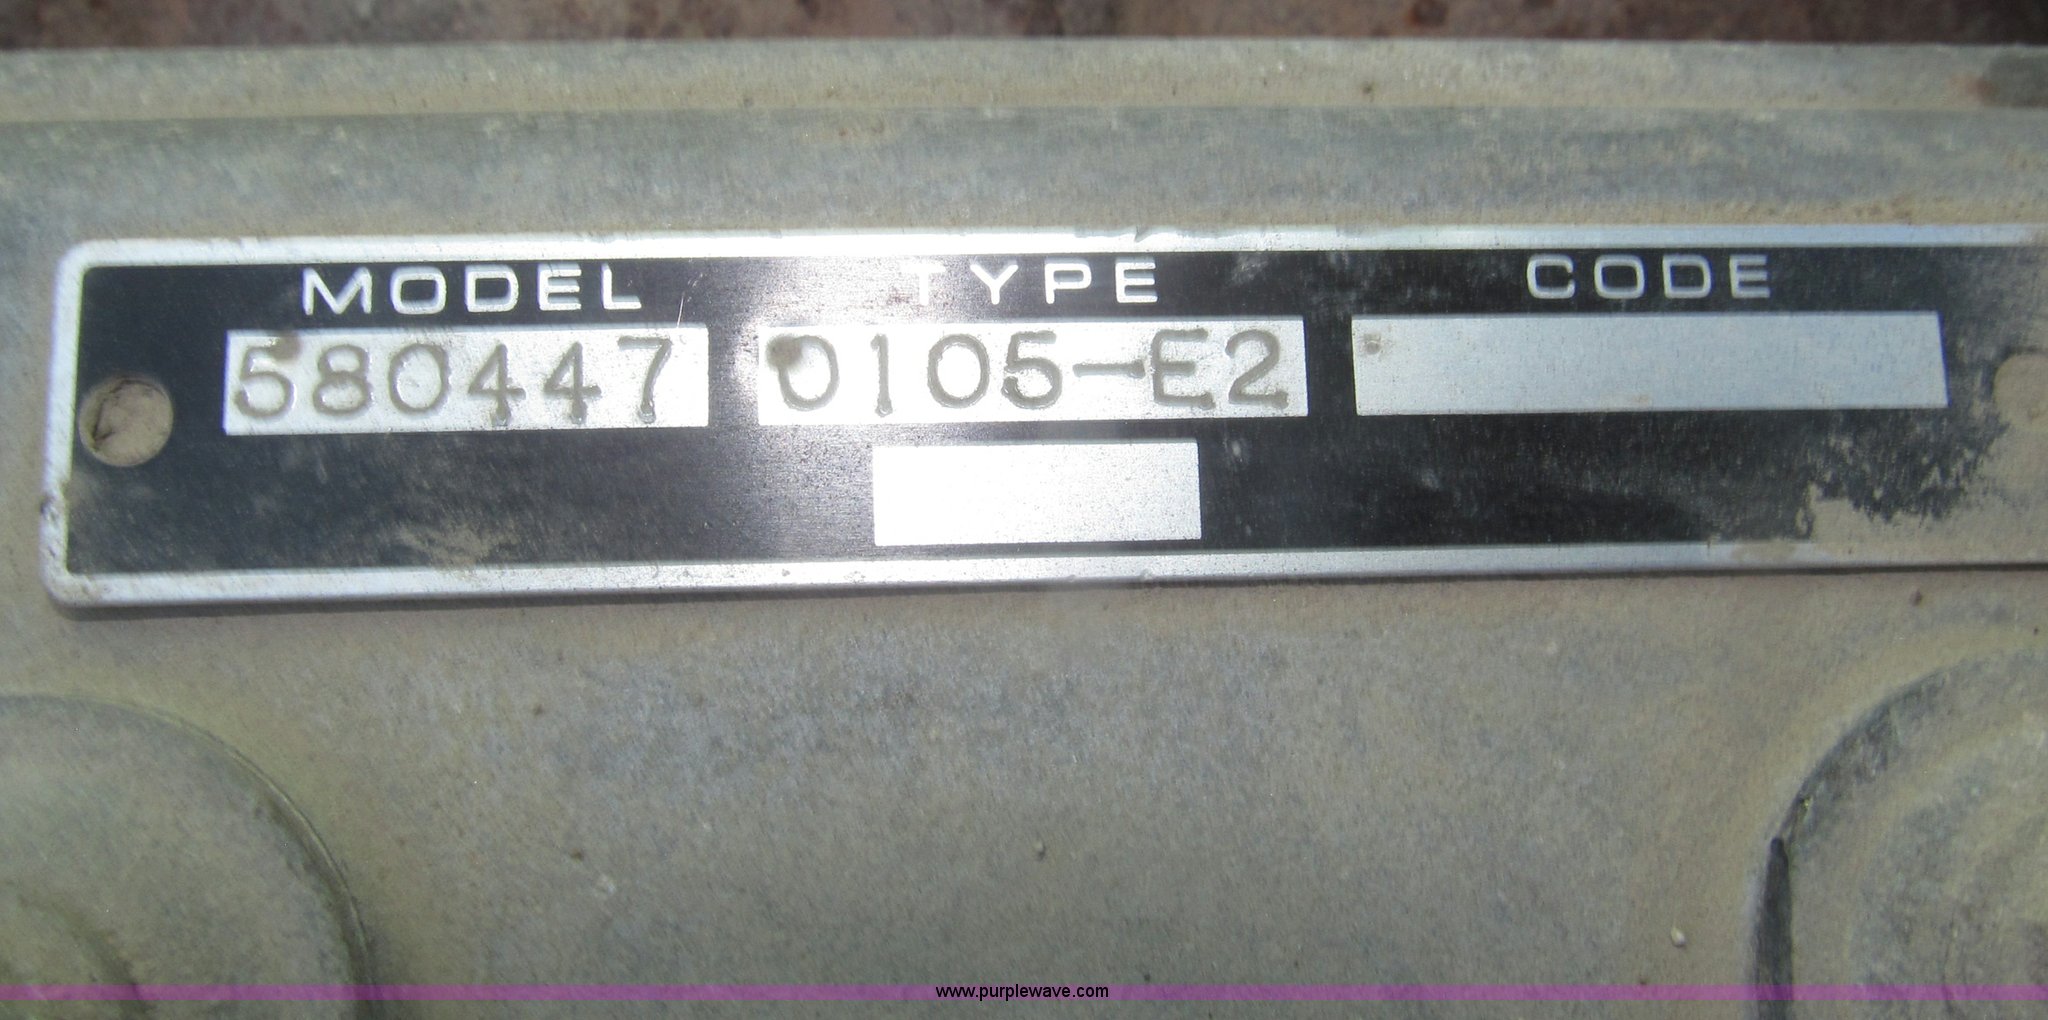 MODEL TYPE CODE
580447 0105-E2
www.purplewave.com